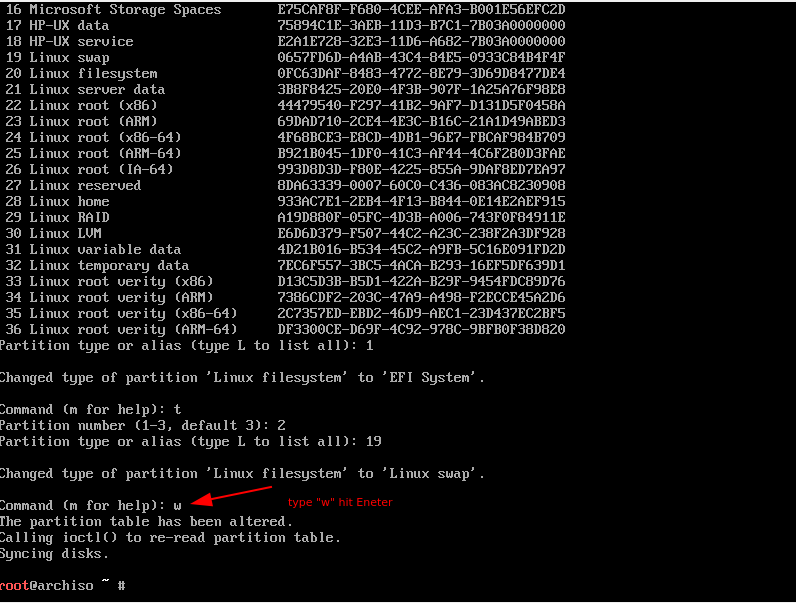 16 Microsoft Storage Spaces E75CAF8F-F680-4CEE-AFA3-B001E56EFC2D
17 HP-UX data 75894C1E-3AEB-11D3-B7C1-7B03A0000000
18 HP-UX service E2A1E728-32E3-11D6-A682-7B03A0000000
19 Linux swap 0657FD6D-A4AB-43C4-84E5-0933C84B4F4F
20 Linux filesystem 0FC63DAF-8483-4772-8E79-3D69D8477DE4
21 Linux server data 3B8F8425-20E0-4F3B-907F-1A25A76F98E8
22 Linux root (x86) 44479540-F297-41B2-9AF7-D131D5F0458A
23 Linux root (ARM) 69DAD710-2CE4-4E3C-B16C-21A1D49ABED3
24 Linux root (x86-64) 4F68BCE3-E8CD-4DB1-96E7-FBCAF984B709
25 Linux root (ARM-64) B921B045-1DF0-41C3-AF44-4C6F280D3FAE
26 Linux root (IA-64) 993D8D3D-F80E-4225-855A-9DAF8ED7EA97
27 Linux reserved 8DA63339-0007-60C0-C436-083AC8230908
28 Linux home 933AC7E1-2EB4-4F13-B844-0E14E2AEF915
29 Linux RAID A19D880F-05FC-4D3B-A006-743F0F84911E
30 Linux LVM E6D6D379-F507-44C2-A23C-238F2A3DF928
31 Linux variable data 4D21B016-B534-45C2-A9FB-5C16E091FD2D
32 Linux temporary data 7EC6F557-3BC5-4ACA-B293-16EF5DF639D1
33 Linux root verity (x86) D13C5D3B-B5D1-422A-B29F-9454FDC89D76
34 Linux root verity (ARM) 7386CDF2-203C-47A9-A498-F2ECCE45A2D6
35 Linux root verity (x86-64) 2C7357ED-EBD2-46D9-AEC1-23D437EC2BF5
36 Linux root verity (ARM-64) DF3300CE-D69F-4C92-978C-9BFB0F38D820
Partition type or alias (type L to list all): 1
Changed type of partition 'Linux filesystem' to 'EFI System'.
Command (m for help): t
Partition number (1-3, default 3): 2
Partition type or alias (type L to list all): 19
Changed type of partition 'Linux filesystem' to 'Linux swap'.
Command (m for help): w type "w" hit Eneter
The partition table has been altered.
Calling ioctl() to re-read partition table.
Syncing disks.
root@archiso ~ #